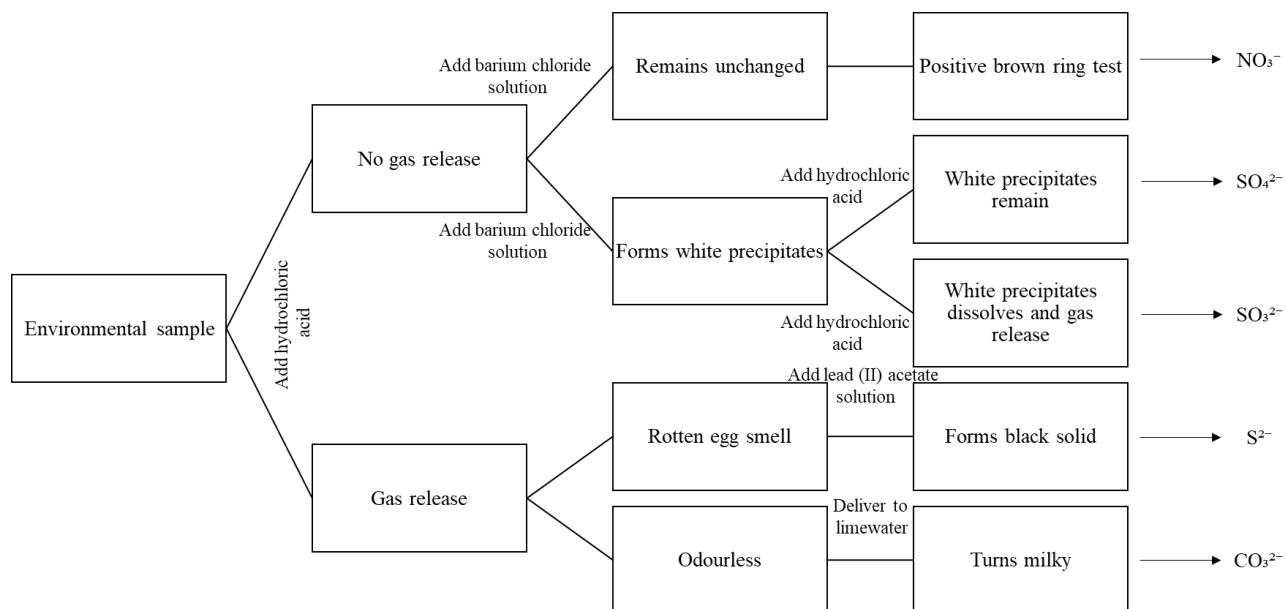 Environmental sample
Add hydrochloric
acid
No gas release
Add barium chloride
solution
Remains unchanged
Positive brown ring test
NO₃⁻
Add barium chloride
solution
Forms white precipitates
Add hydrochloric
acid
White precipitates
remain
SO₄²⁻
Add hydrochloric
acid
White precipitates
dissolves and gas
release
SO₃²⁻
Gas release
Rotten egg smell
Add lead (II) acetate
solution
Forms black solid
S²⁻
Odourless
Deliver to
limewater
Turns milky
CO₃²⁻